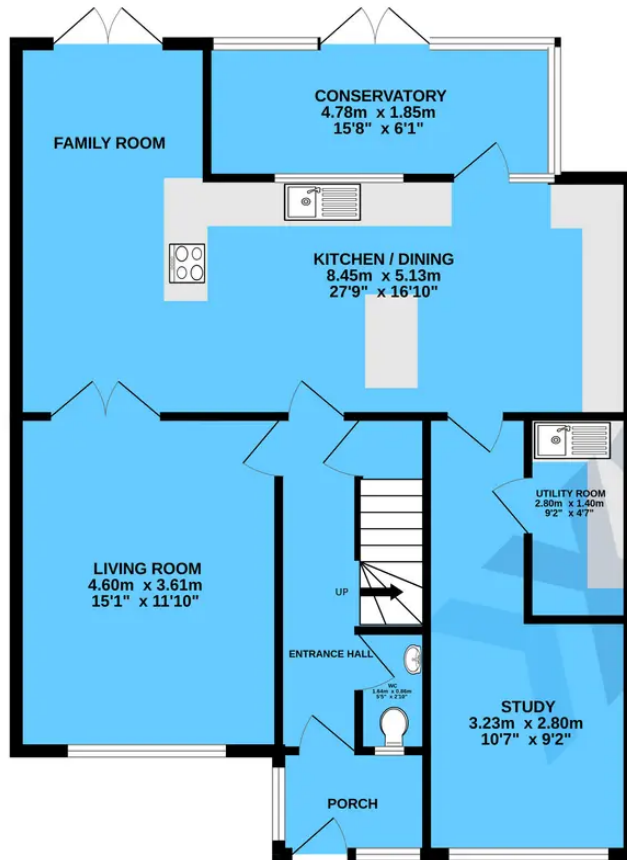 CONSERVATORY
4.78m x 1.85m
15'8" x 6'1"
FAMILY ROOM
KITCHEN / DINING
8.45m x 5.13m
27'9" x 16'10"
UTILITY ROOM
2.80m x 1.40m
9'2" x 4'7"
LIVING ROOM
4.60m x 3.61m
15'1" x 11'10"
UP
ENTRANCE HALL
WC
1.64m x 0.86m
5'5" x 2'10"
STUDY
3.23m x 2.80m
10'7" x 9'2"
PORCH